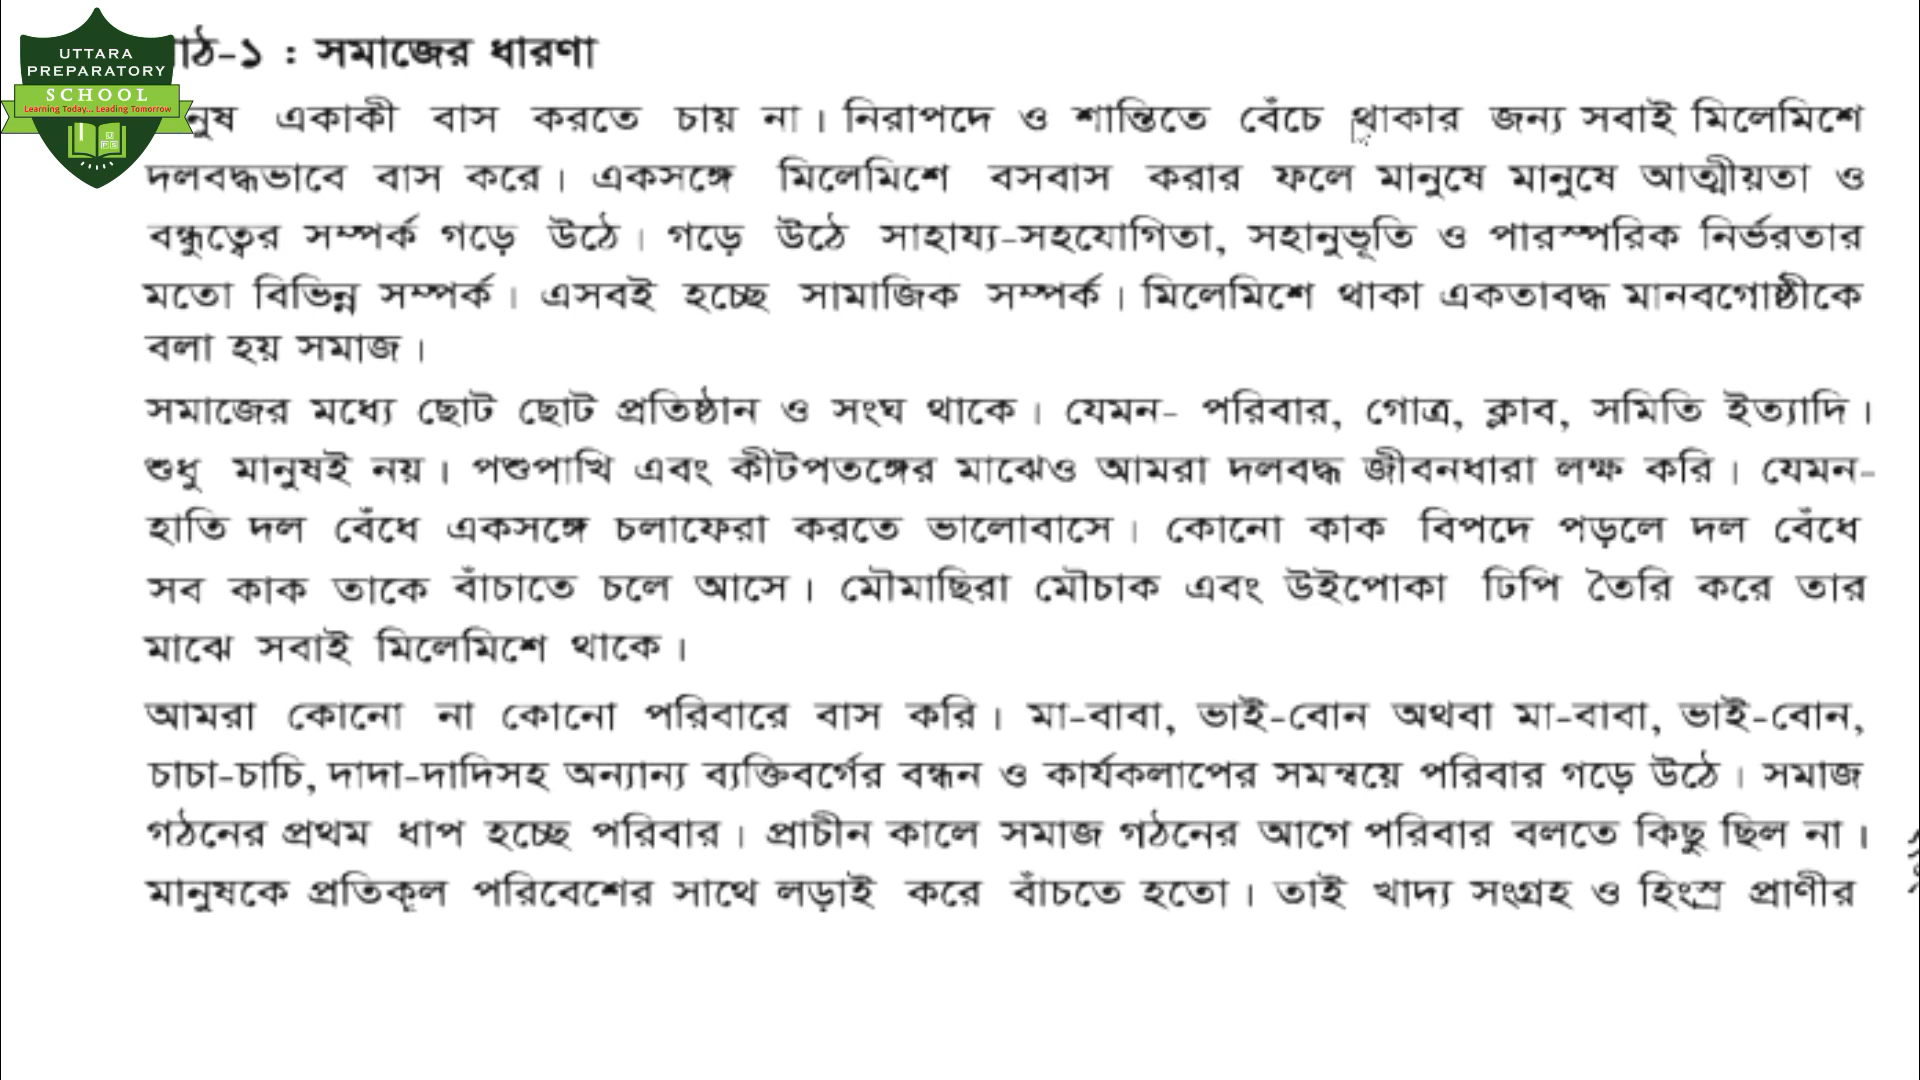 UTTARA
PREPARATORY
SCHOOL
Learning Today... Leading Tomorrow
াঠ-১ : সমাজের ধারণা
নুষ একাকী বাস করতে চায় না। নিরাপদে ও শান্তিতে বেঁচে থাকার জন্য সবাই মিলেমিশে
দলবদ্ধভাবে বাস করে। একসঙ্গে মিলেমিশে বসবাস করার ফলে মানুষে মানুষে আত্মীয়তা ও
বন্ধুত্বের সম্পর্ক গড়ে উঠে। গড়ে উঠে সাহায্য-সহযোগিতা, সহানুভূতি ও পারস্পরিক নির্ভরতার
মতো বিভিন্ন সম্পর্ক। এসবই হচ্ছে সামাজিক সম্পর্ক। মিলেমিশে থাকা একতাবদ্ধ মানবগোষ্ঠীকে
বলা হয় সমাজ।
সমাজের মধ্যে ছোট ছোট প্রতিষ্ঠান ও সংঘ থাকে। যেমন- পরিবার, গোত্র, ক্লাব, সমিতি ইত্যাদি।
শুধু মানুষই নয়। পশুপাখি এবং কীটপতঙ্গের মাঝেও আমরা দলবদ্ধ জীবনধারা লক্ষ করি। যেমন-
হাতি দল বেঁধে একসঙ্গে চলাফেরা করতে ভালোবাসে। কোনো কাক বিপদে পড়লে দল বেঁধে
সব কাক তাকে বাঁচাতে চলে আসে। মৌমাছিরা মৌচাক এবং উইপোকা ঢিপি তৈরি করে তার
মাঝে সবাই মিলেমিশে থাকে।
আমরা কোনো না কোনো পরিবারে বাস করি। মা-বাবা, ভাই-বোন অথবা মা-বাবা, ভাই-বোন,
চাচা-চাচি, দাদা-দাদিসহ অন্যান্য ব্যক্তিবর্গের বন্ধন ও কার্যকলাপের সমন্বয়ে পরিবার গড়ে উঠে। সমাজ
গঠনের প্রথম ধাপ হচ্ছে পরিবার। প্রাচীন কালে সমাজ গঠনের আগে পরিবার বলতে কিছু ছিল না।
মানুষকে প্রতিকূল পরিবেশের সাথে লড়াই করে বাঁচতে হতো। তাই খাদ্য সংগ্রহ ও হিংস্র প্রাণীর